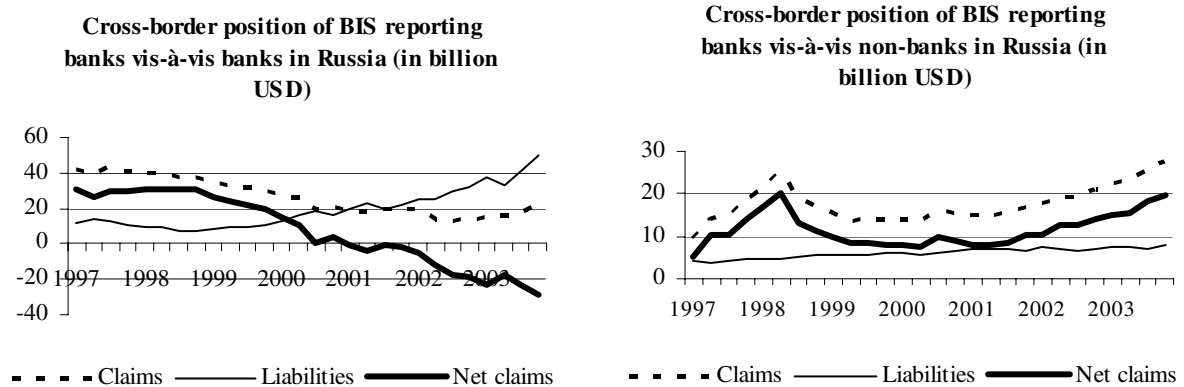 Cross-border position of BIS reporting
banks vis-à-vis banks in Russia (in billion
USD)
60
40
20
0
-20
-40
1997 1998 1999 2000 2001 2002 2003
Claims Liabilities Net claims
Cross-border position of BIS reporting
banks vis-à-vis non-banks in Russia (in
billion USD)
30
20
10
0
1997 1998 1999 2000 2001 2002 2003
Claims Liabilities Net claims